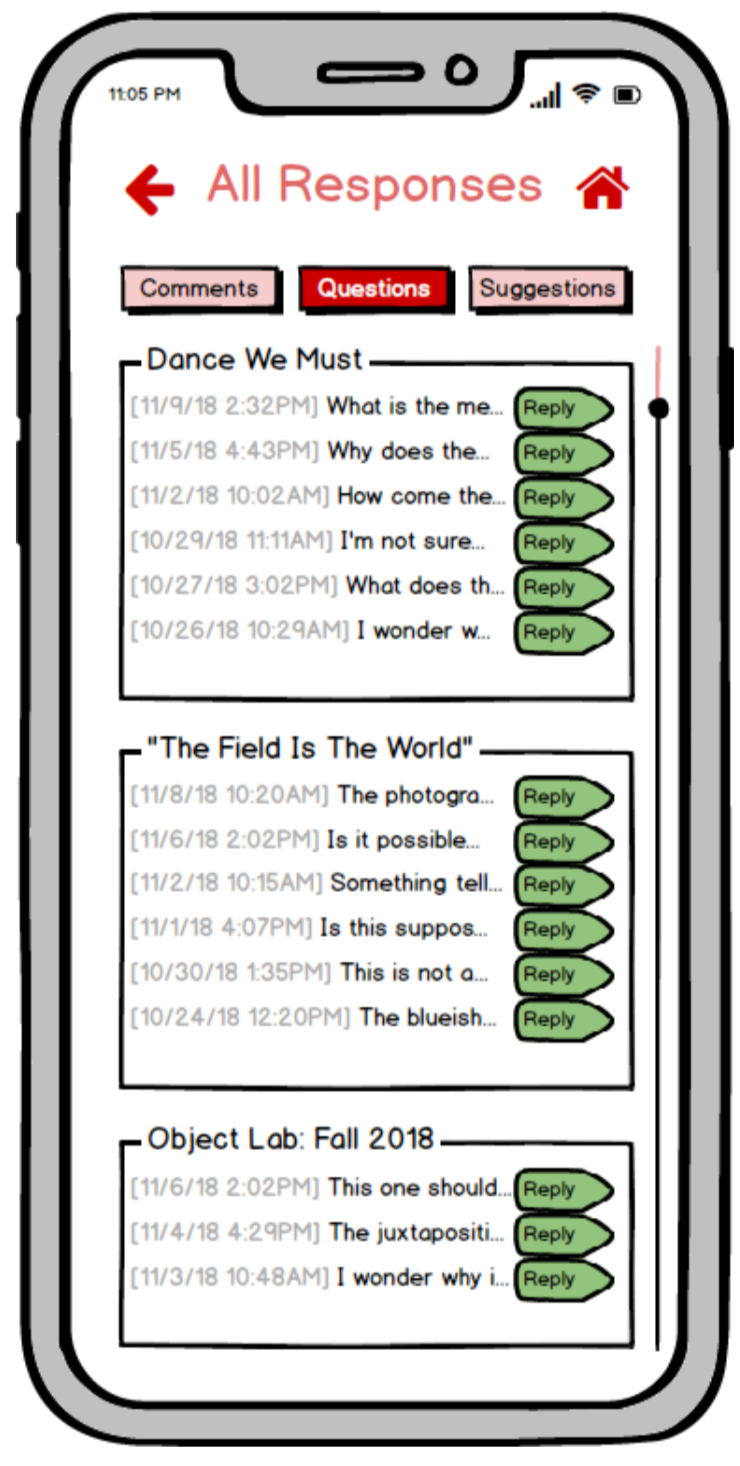 11:05 PM
All Responses
Comments Questions Suggestions
Dance We Must
[11/9/18 2:32PM] What is the me... Reply
[11/5/18 4:43PM] Why does the... Reply
[11/2/18 10:02AM] How come the... Reply
[10/29/18 11:11AM] I'm not sure... Reply
[10/27/18 3:02PM] What does th... Reply
[10/26/18 10:29AM] I wonder w... Reply
"The Field Is The World"
[11/8/18 10:20AM] The photogra... Reply
[11/6/18 2:02PM] Is it possible... Reply
[11/2/18 10:15AM] Something tell... Reply
[11/1/18 4:07PM] Is this suppos... Reply
[10/30/18 1:35PM] This is not a... Reply
[10/24/18 12:20PM] The blueish... Reply
Object Lab: Fall 2018
[11/6/18 2:02PM] This one should... Reply
[11/4/18 4:29PM] The juxtapositi... Reply
[11/3/18 10:48AM] I wonder why i... Reply